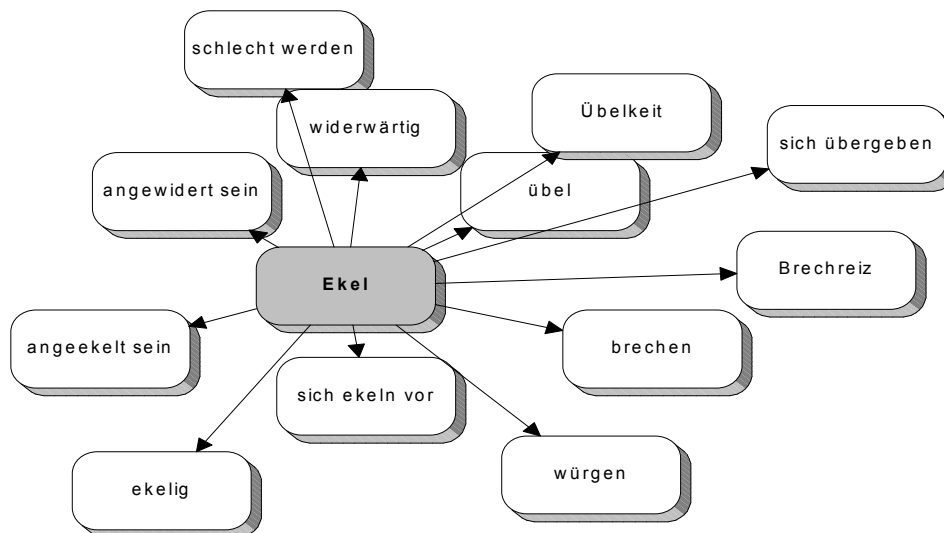 schlecht werden
widerwärtig
Übelkeit
sich übergeben
angewidert sein
übel
Ekel
Brechreiz
angeekelt sein
brechen
sich ekeln vor
würgen
ekelig